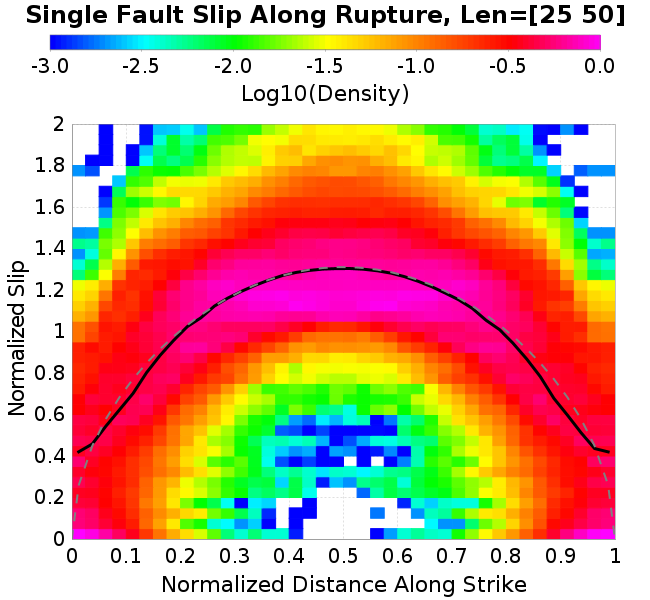 Single Fault Slip Along Rupture, Len=[25 50]
-3.0 -2.5 -2.0 -1.5 -1.0 -0.5 0.0
Log10(Density)
2
1.8
1.6
1.4
1.2
1
0.8
0.6
0.4
0.2
0
Normalized Slip
0 0.1 0.2 0.3 0.4 0.5 0.6 0.7 0.8 0.9 1
Normalized Distance Along Strike